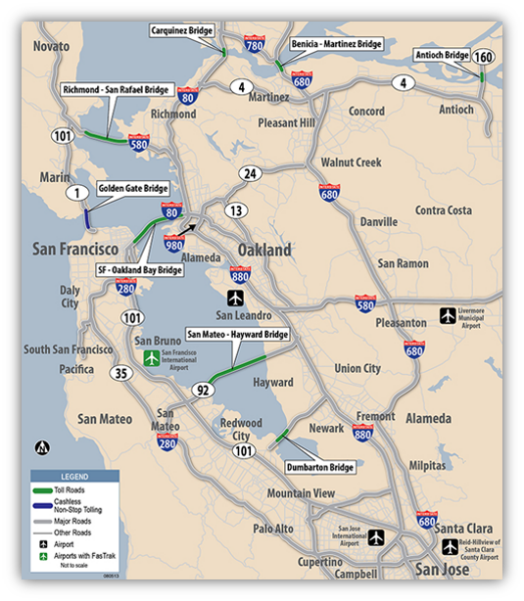 Novato
Carquinez Bridge
780
Benicia - Martinez Bridge
Antioch Bridge
160
680
Richmond - San Rafael Bridge
80
4
Martinez
4
Richmond
Concord
Antioch
Pleasant Hill
101
580
Walnut Creek
Marin
24
1
Golden Gate Bridge
680
80
13
Danville
Contra Costa
980
San Francisco
Oakland
Alameda
SF - Oakland Bay Bridge
880
San Ramon
280
Daly
City
580
101
San Leandro
Livermore
Municipal
Airport
Pleasanton
San Mateo - Hayward Bridge
San Bruno
680
South San Francisco
San Francisco
International
Airport
Pacifica
35
92
Hayward
Union City
San Mateo
San
Mateo
Redwood
City
Newark
Fremont
Alameda
280
101
880
Dumbarton Bridge
Milpitas
LEGEND
Toll Roads
Cashless
Non-Stop Tolling
Major Roads
Other Roads
Airport
Airports with FasTrak
Not to scale
Mountain View
680
Palo Alto
San Jose
International
Airport
Santa Clara
Reid-Hillview of
Santa Clara
County Airport
Cupertino
Campbell
San Jose